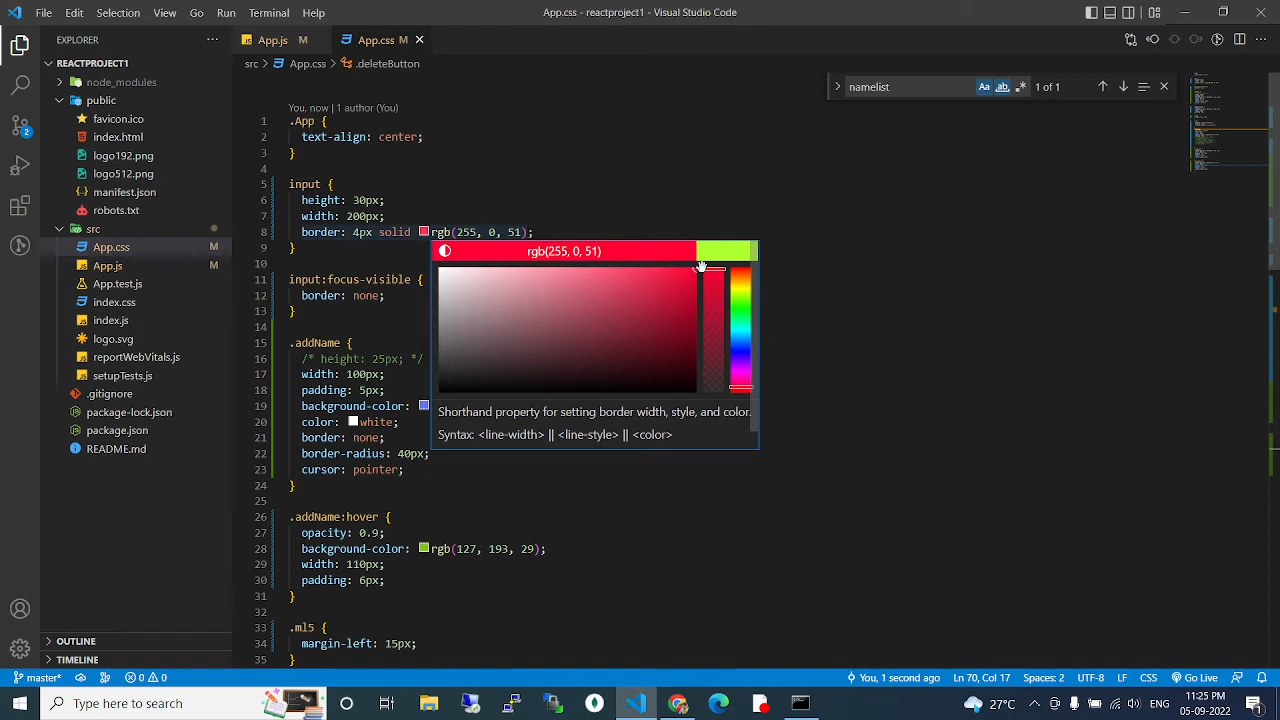 File Edit Selection View Go Run Terminal Help
App.css - reactproject1 - Visual Studio Code
EXPLORER
App.js M
App.css M
src > App.css > .deleteButton
namelist Aa ab 1 of 1
REACTPROJECT1
node_modules
public
favicon.ico
index.html
logo192.png
logo512.png
manifest.json
robots.txt
src
App.css M
App.js M
App.test.js
index.css
index.js
logo.svg
reportWebVitals.js
setupTests.js
.gitignore
package-lock.json
package.json
README.md
OUTLINE
TIMELINE
2
You, now | 1 author (You)
1 .App {
2 text-align: center;
3 }
4
5 input {
6 height: 30px;
7 width: 200px;
8 border: 4px solid rgb(255, 0, 51);
9 }
10
11 input:focus-visible {
12 border: none;
13 }
14
15 .addName {
16 /* height: 25px; */
17 width: 100px;
18 padding: 5px;
19 background-color:
20 color: white;
21 border: none;
22 border-radius: 40px;
23 cursor: pointer;
24 }
25
26 .addName:hover {
27 opacity: 0.9;
28 background-color: rgb(127, 193, 29);
29 width: 110px;
30 padding: 6px;
31 }
32
33 .ml5 {
34 margin-left: 15px;
35 }
rgb(255, 0, 51)
Shorthand property for setting border width, style, and color.
Syntax: <line-width> || <line-style> || <color>
master* 0 0
You, 1 second ago Ln 70, Col 17 Spaces: 2 UTF-8 LF CSS Go Live
Type here to search
ENG
11:25 PM
05-09-2022